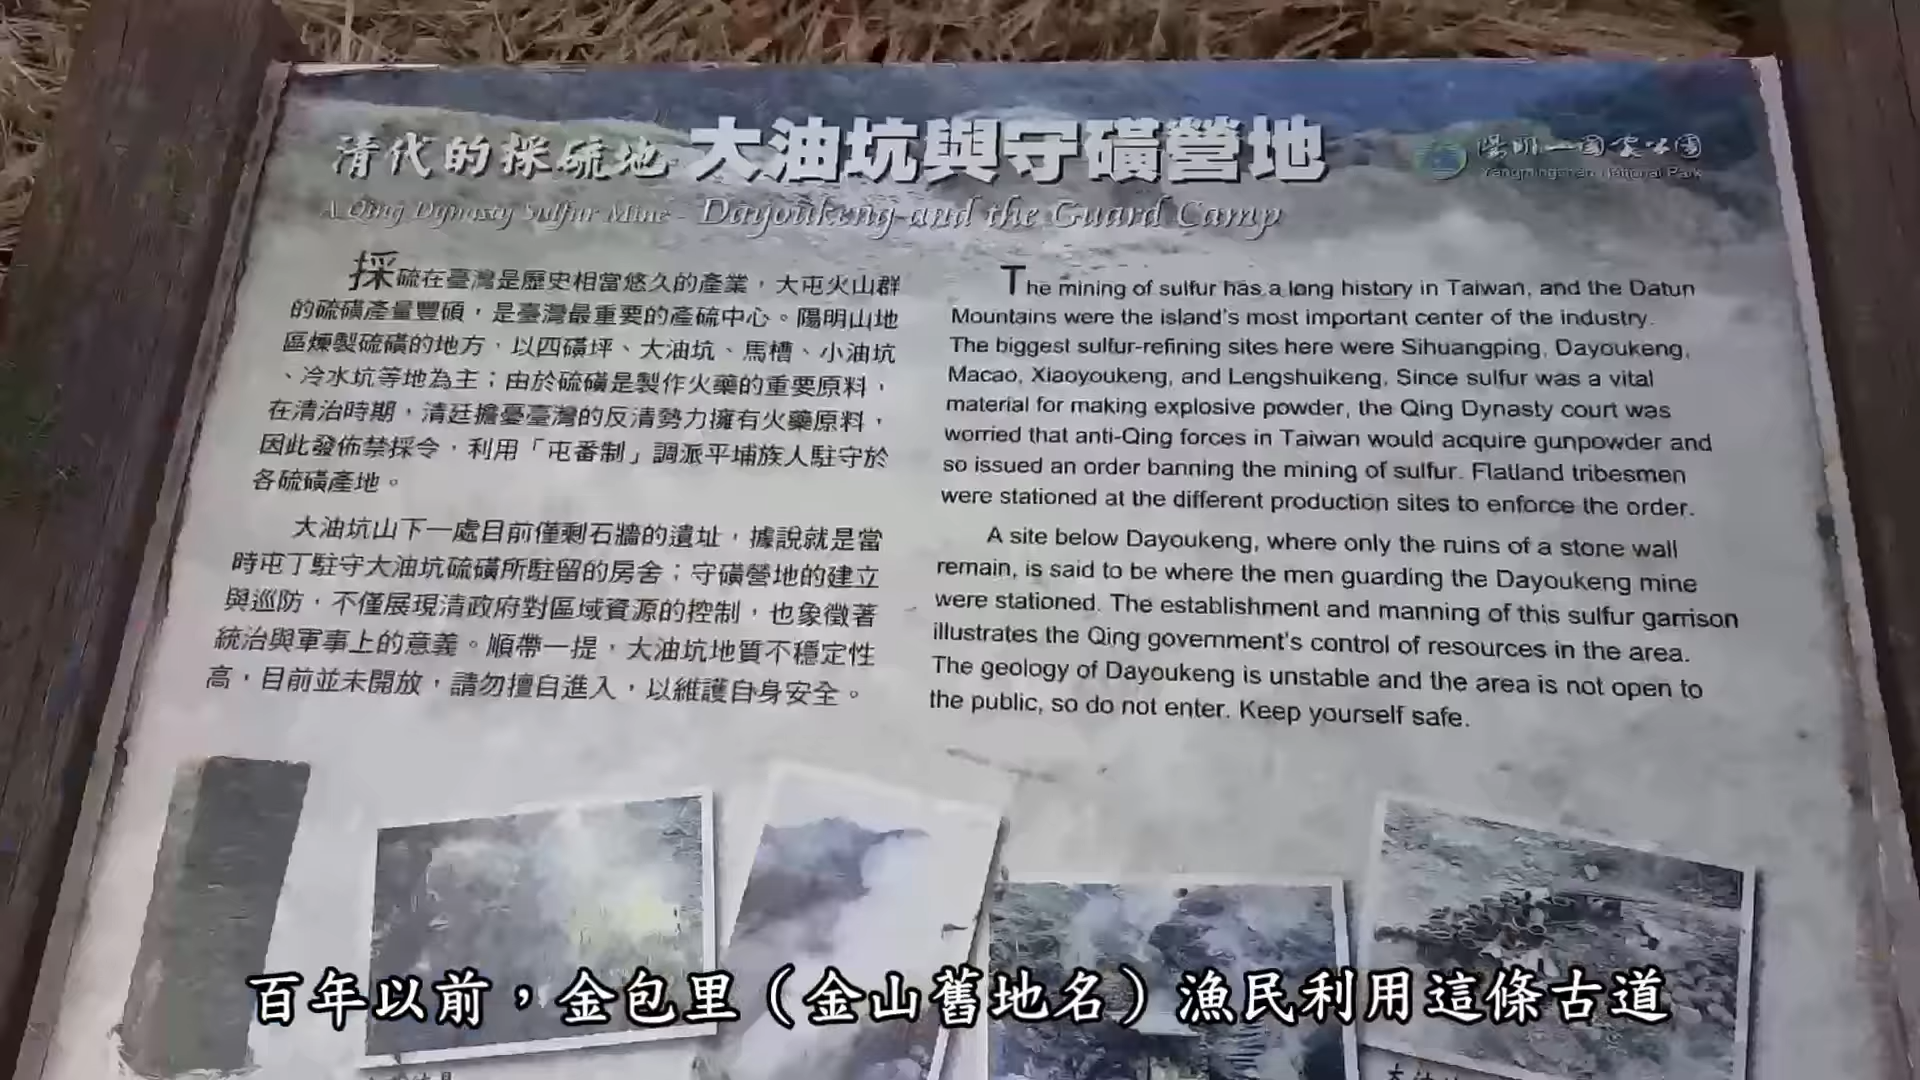 清代的採硫地 大油坑與守磺營地
陽明山國家公園
Yangmingshan National Park
A Qing Dynasty Sulfur Mine - Dayoukeng and the Guard Camp
採硫在臺灣是歷史相當悠久的產業，大屯火山群
的硫磺產量豐碩，是臺灣最重要的產硫中心。陽明山地
區煉製硫磺的地方，以四磺坪、大油坑、馬槽、小油坑
、冷水坑等地為主；由於硫磺是製作火藥的重要原料，
在清治時期，清廷擔憂臺灣的反清勢力擁有火藥原料，
因此發佈禁採令，利用「屯番制」調派平埔族人駐守於
各硫磺產地。
大油坑山下一處目前僅剩石牆的遺址，據說就是當
時屯丁駐守大油坑硫磺所駐留的房舍；守磺營地的建立
與巡防，不僅展現清政府對區域資源的控制，也象徵著
統治與軍事上的意義。順帶一提，大油坑地質不穩定性
高，目前並未開放，請勿擅自進入，以維護自身安全。
The mining of sulfur has a long history in Taiwan, and the Datun
Mountains were the island's most important center of the industry.
The biggest sulfur-refining sites here were Sihuangping, Dayoukeng,
Macao, Xiaoyoukeng, and Lengshuikeng. Since sulfur was a vital
material for making explosive powder, the Qing Dynasty court was
worried that anti-Qing forces in Taiwan would acquire gunpowder and
so issued an order banning the mining of sulfur. Flatland tribesmen
were stationed at the different production sites to enforce the order.
A site below Dayoukeng, where only the ruins of a stone wall
remain, is said to be where the men guarding the Dayoukeng mine
were stationed. The establishment and manning of this sulfur garrison
illustrates the Qing government's control of resources in the area.
The geology of Dayoukeng is unstable and the area is not open to
the public, so do not enter. Keep yourself safe.
百年以前，金包里（金山舊地名）漁民利用這條古道